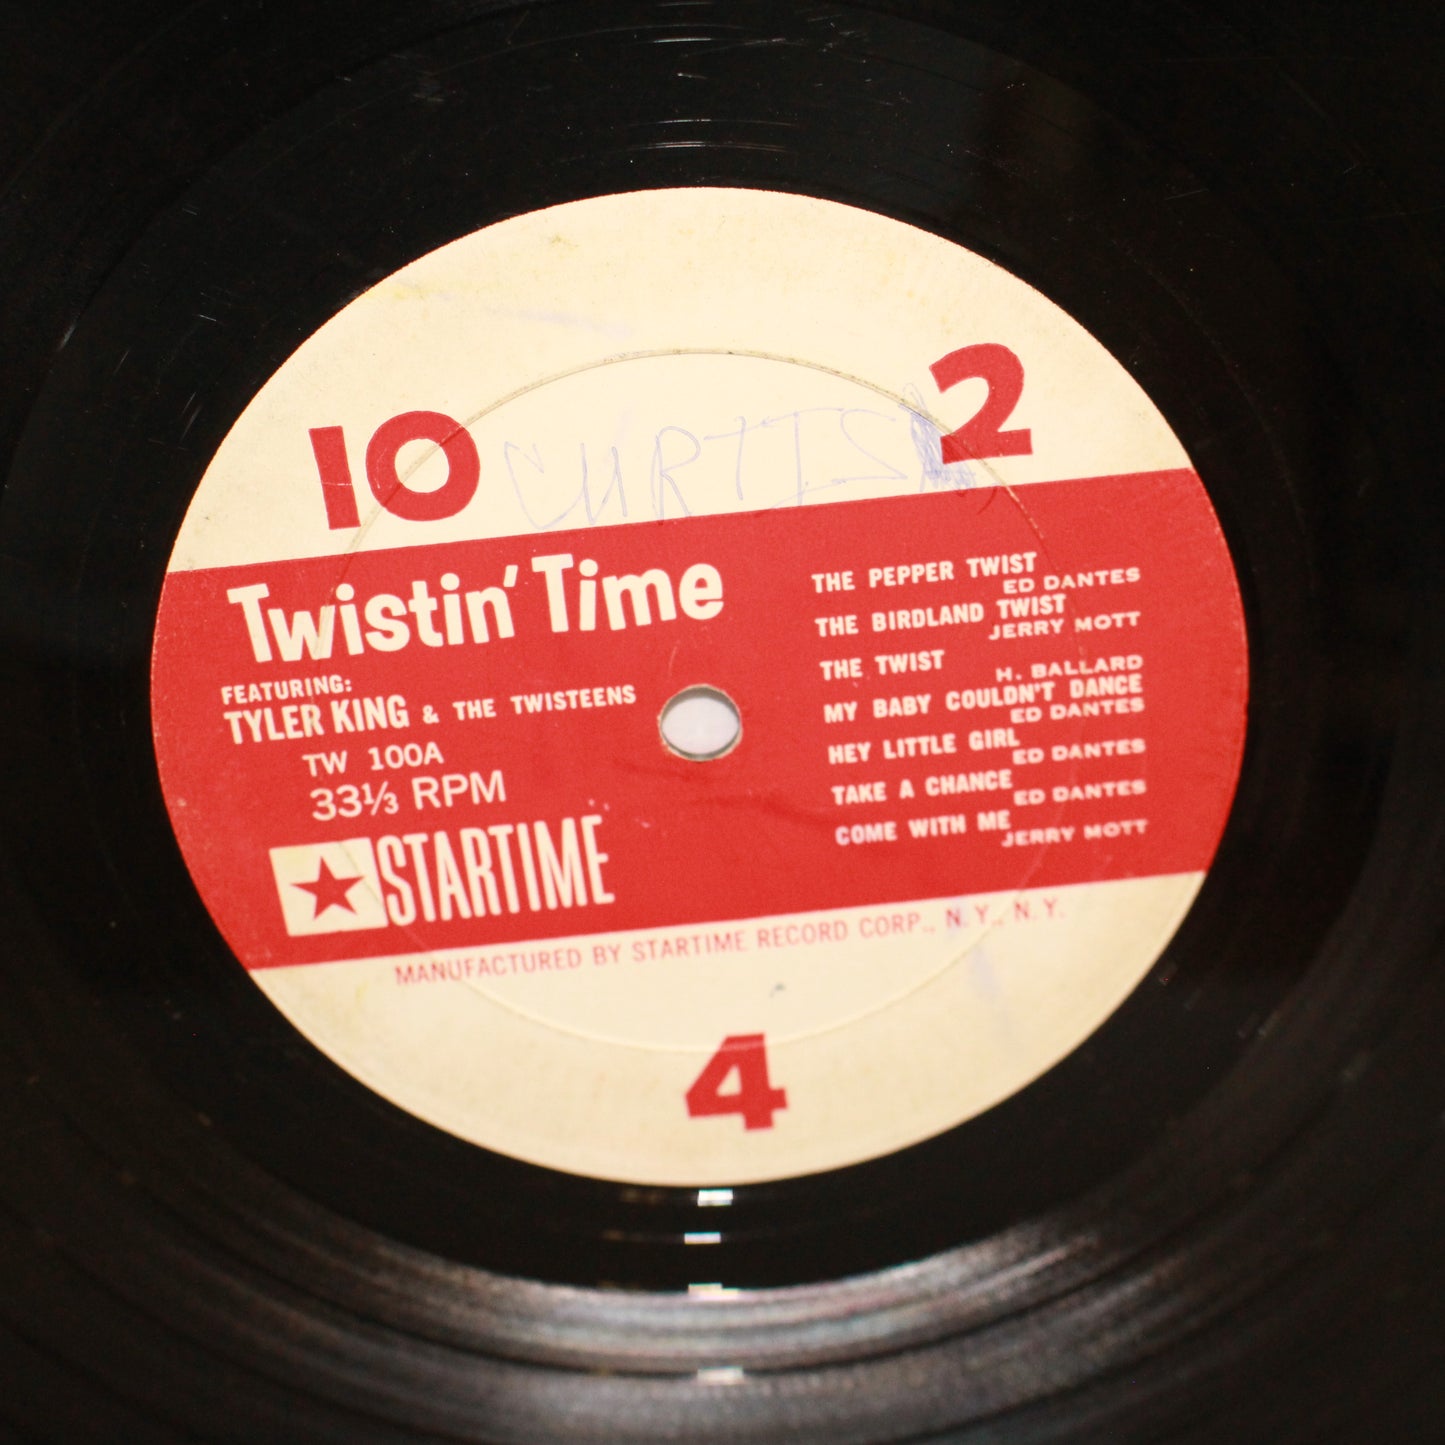 10
2
CURTIS
Twistin' Time
FEATURING:
TYLER KING & THE TWISTEENS
TW 100A
33⅓ RPM
STARTIME
THE PEPPER TWIST
ED DANTES
THE BIRDLAND TWIST
JERRY MOTT
THE TWIST
H. BALLARD
MY BABY COULDN'T DANCE
ED DANTES
HEY LITTLE GIRL
ED DANTES
TAKE A CHANCE
ED DANTES
COME WITH ME
JERRY MOTT
MANUFACTURED BY STARTIME RECORD CORP., N.Y., N.Y.
4